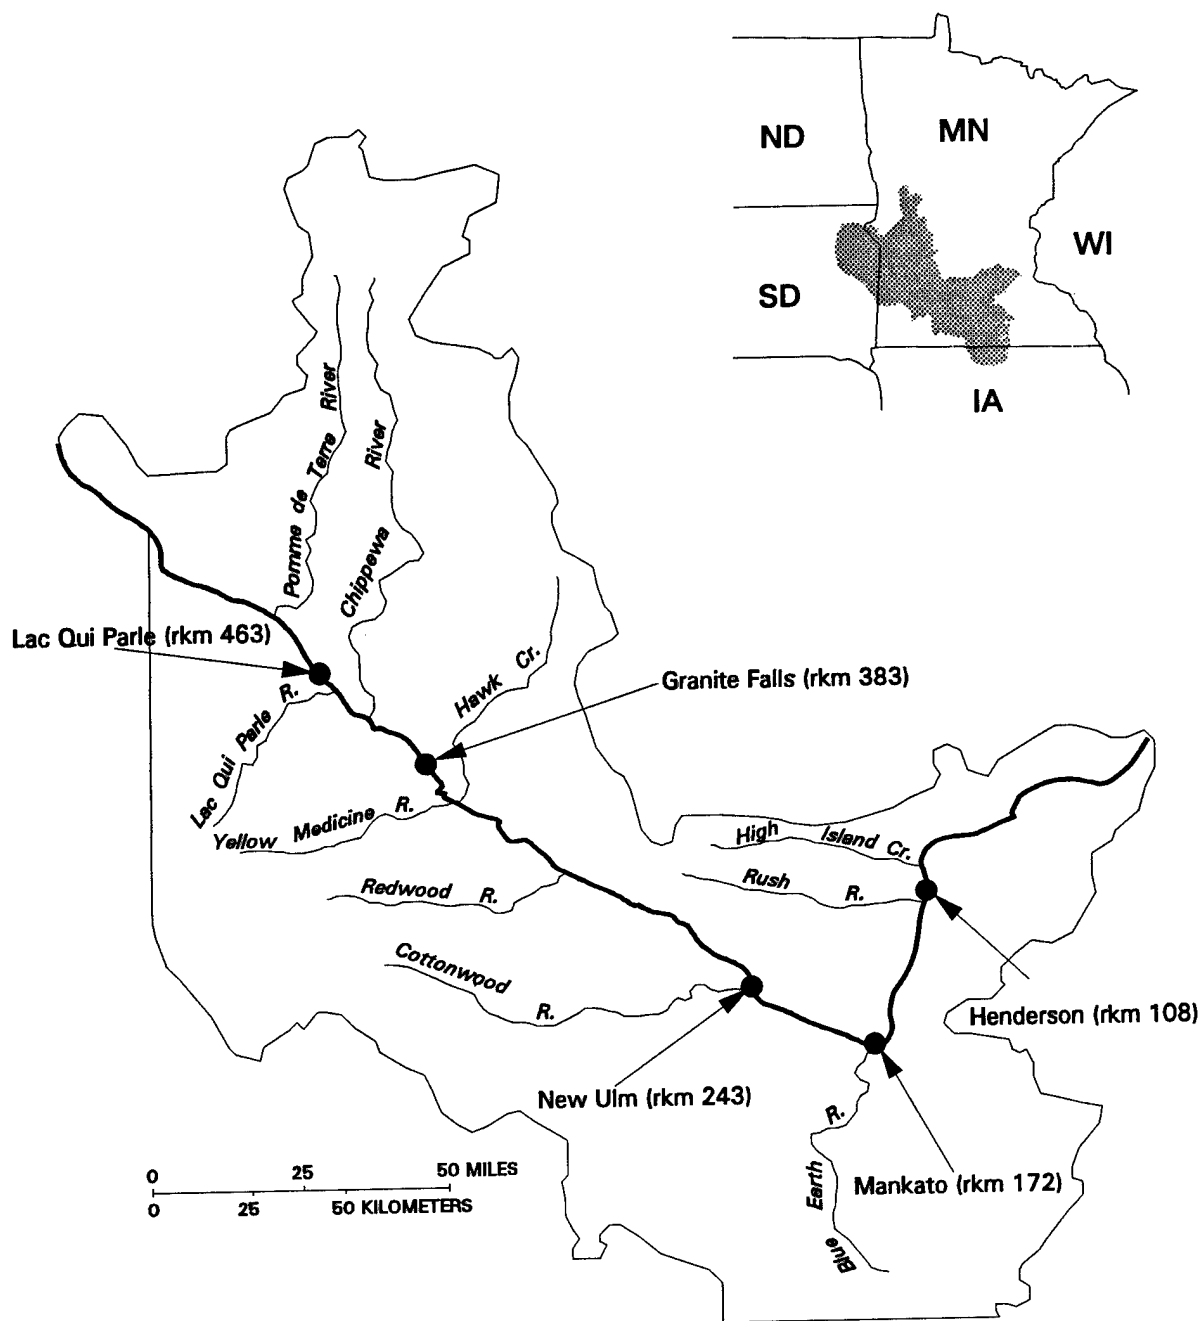 ND
MN
WI
SD
IA
Pomme de Terre River
Chippewa River
Lac Qui Parle (rkm 463)
Hawk Cr.
Granite Falls (rkm 383)
Lac Qui Parle R.
Yellow Medicine R.
High Island Cr.
Redwood R.
Rush R.
Cottonwood R.
Henderson (rkm 108)
New Ulm (rkm 243)
Blue Earth R.
Mankato (rkm 172)
0 25 50 MILES
0 25 50 KILOMETERS